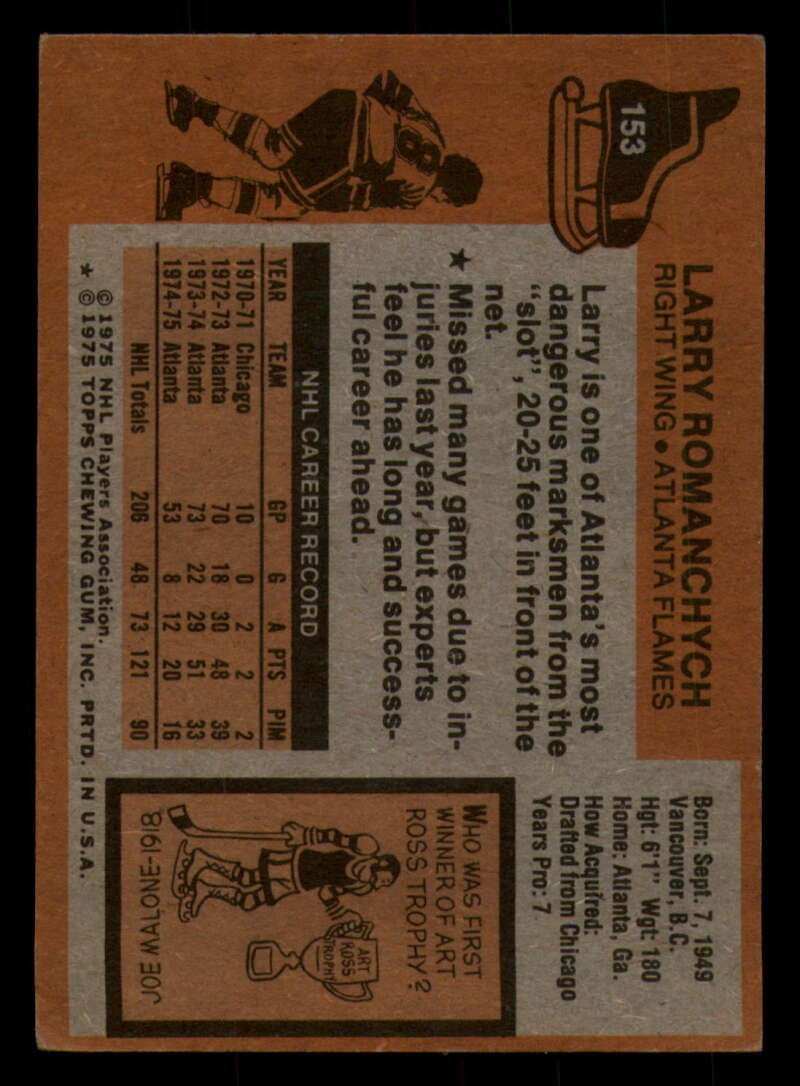 153
LARRY ROMANCHYCH
RIGHT WING • ATLANTA FLAMES
Larry is one of Atlanta's most
dangerous marksmen from the
"slot", 20-25 feet in front of the
net.
★ Missed many games due to in-
juries last year, but experts
feel he has long and success-
ful career ahead.
NHL CAREER RECORD
YEAR TEAM GP G A PTS PIM
1970-71 Chicago 10 0 2 2 2
1972-73 Atlanta 70 18 30 48 39
1973-74 Atlanta 73 22 29 51 33
1974-75 Atlanta 53 8 12 20 16
NHL Totals 206 48 73 121 90
© 1975 NHL Players Association.
★ © 1975 TOPPS CHEWING GUM, INC. PRTD. IN U.S.A.
Born: Sept. 7, 1949
Vancouver, B.C.
Hgt: 6'1" Wgt: 180
Home: Atlanta, Ga.
How Acquired:
Drafted from Chicago
Years Pro: 7
WHO WAS FIRST
WINNER OF ART
ROSS TROPHY?
ART
ROSS
TROPHY
JOE MALONE-1918
8